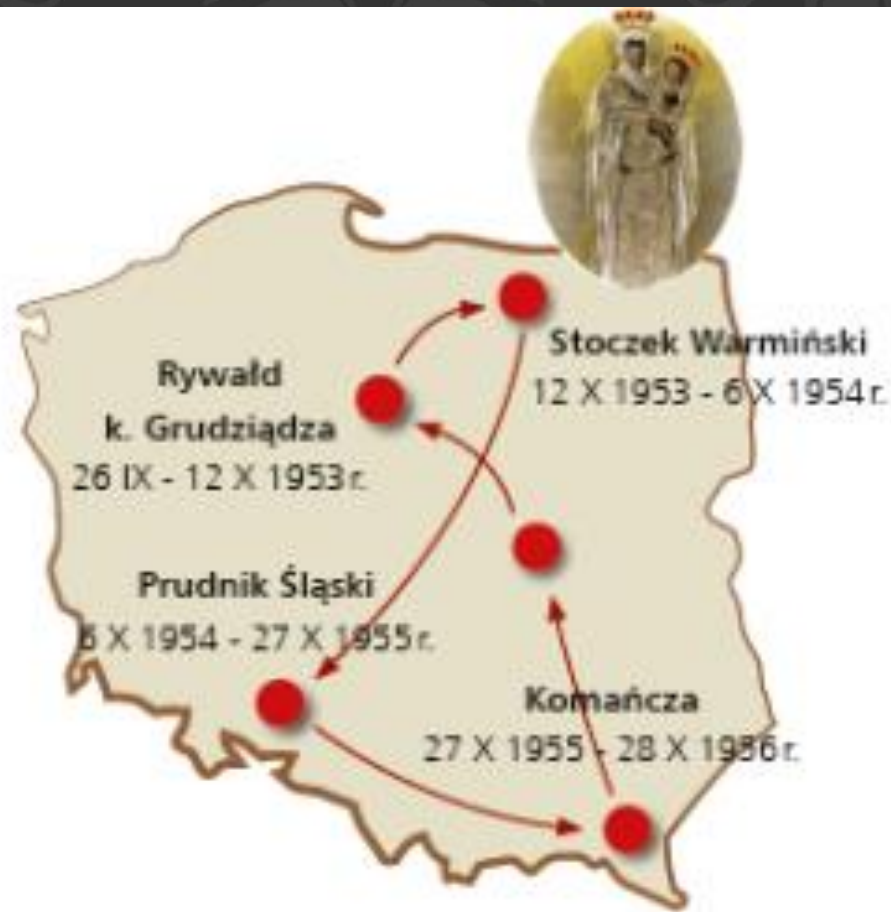 Stoczek Warmiński
12 X 1953 - 6 X 1954 r.
Rywałd
k. Grudziądza
26 IX - 12 X 1953 r.
Prudnik Śląski
6 X 1954 - 27 X 1955 r.
Komańcza
27 X 1955 - 28 X 1956 r.